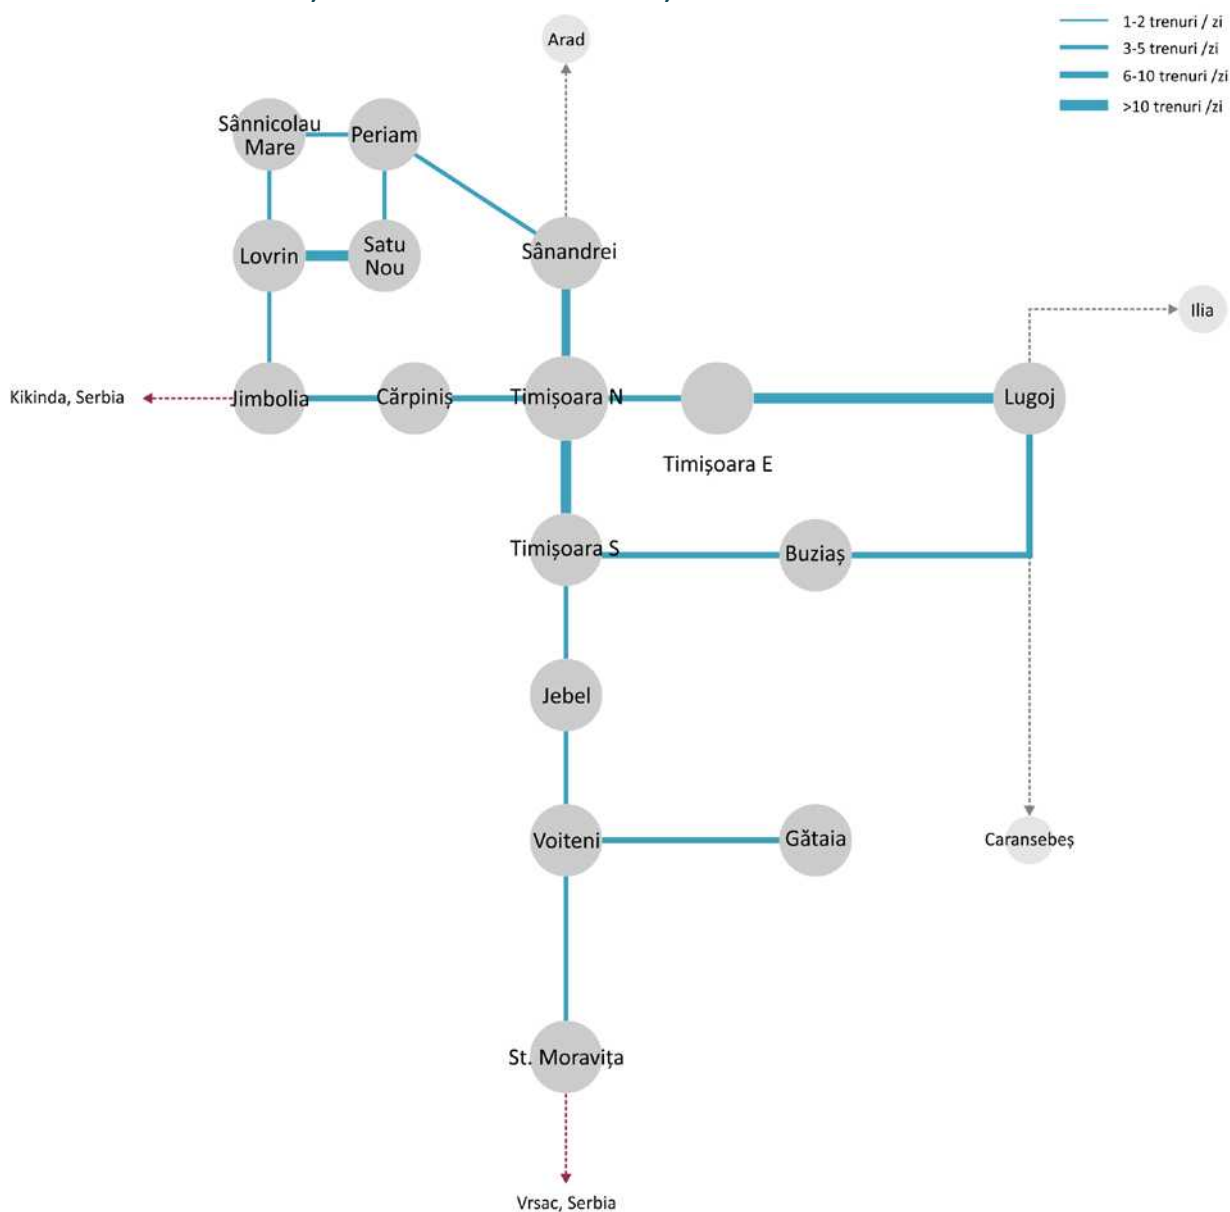 1-2 trenuri / zi
3-5 trenuri /zi
6-10 trenuri /zi
>10 trenuri /zi
Arad
Sânnicolau
Mare
Periam
Lovrin
Satu
Nou
Sânandrei
Ilia
Kikinda, Serbia
Jimbolia
Cărpiniș
Timișoara N
Lugoj
Timișoara E
Timișoara S
Buziaș
Jebel
Voiteni
Gătaia
Caransebeș
St. Moravița
Vrsac, Serbia